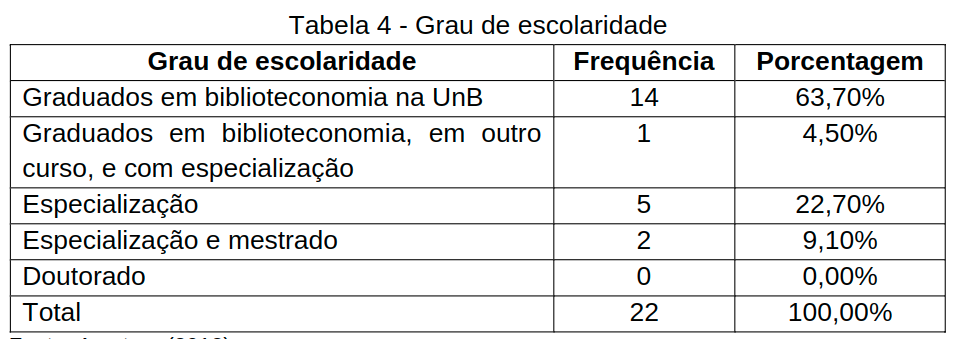 Tabela 4 - Grau de escolaridade
Grau de escolaridade Frequência Porcentagem
Graduados em biblioteconomia na UnB 14 63,70%
Graduados em biblioteconomia, em outro 1 4,50%
curso, e com especialização
Especialização 5 22,70%
Especialização e mestrado 2 9,10%
Doutorado 0 0,00%
Total 22 100,00%